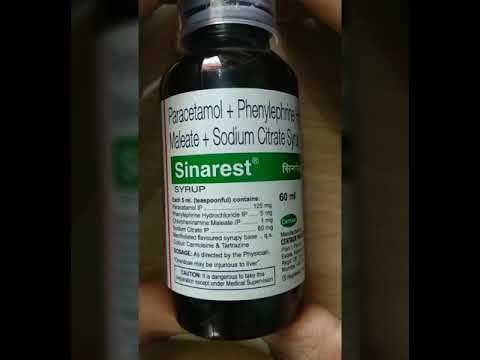 Paracetamol + Phenylephrine
Maleate + Sodium Citrate
Sinarest®
SYRUP
60 ml
Each 5 ml. (teaspoonful) contains:
Paracetamol IP ............ 125 mg
Phenylephrine Hydrochloride IP ..... 5 mg
Chlorpheniramine Maleate IP ....... 1 mg
Sodium Citrate IP ............ 60 mg
Mentholated flavoured syrupy base .. q.s.
Colour: Carmoisine & Tartrazine
DOSAGE: As directed by the Physician.
"Overdose may be injurious to liver".
CAUTION: It is dangerous to take this
preparation except under Medical Supervision
Centaur